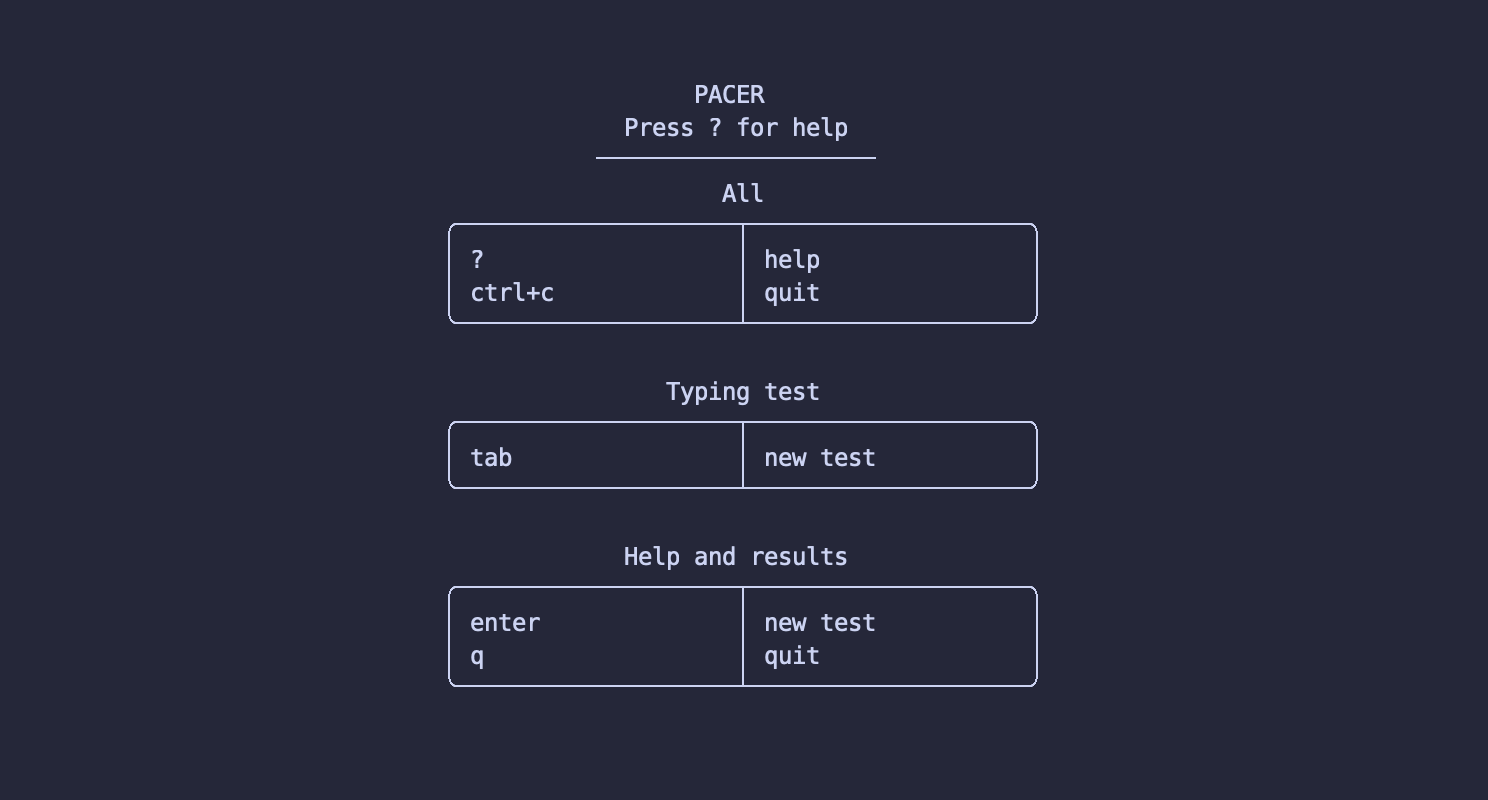 PACER
Press ? for help
All
? help
ctrl+c quit
Typing test
tab new test
Help and results
enter new test
q quit